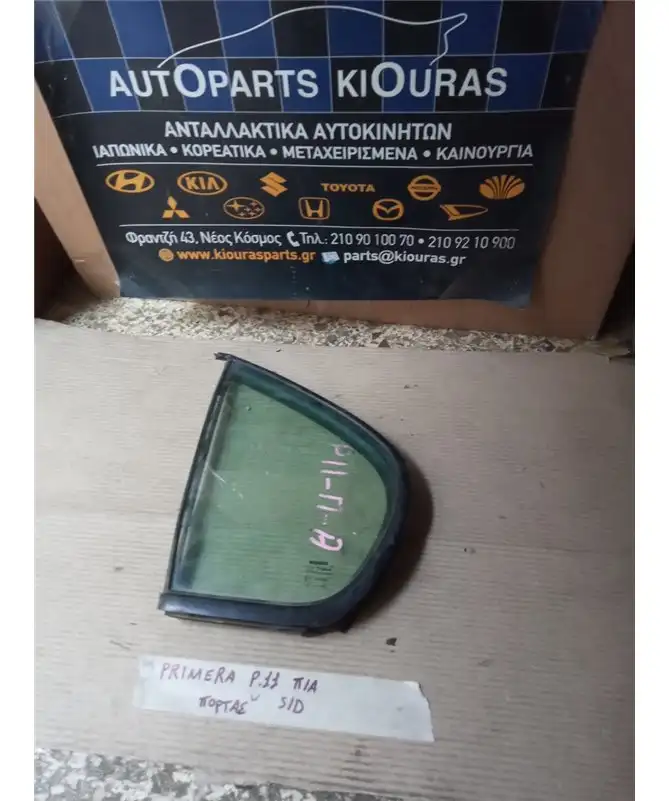 AUTOPARTS KIOURAS
ΑΝΤΑΛΛΑΚΤΙΚΑ ΑΥΤΟΚΙΝΗΤΩΝ
ΙΑΠΩΝΙΚΑ • ΚΟΡΕΑΤΙΚΑ • ΜΕΤΑΧΕΙΡΙΣΜΕΝΑ • ΚΑΙΝΟΥΡΓΙΑ
KIA
TOYOTA
Φραντζή 43, Νέος Κόσμος Τηλ.: 210 90 100 70 • 210 92 10 900
www.kiourasparts.gr parts@kiouras.gr
P11-Π-Α
PRIMERA P.11 ΠΙΑ
ΠΟΡΤΑΣ S/D